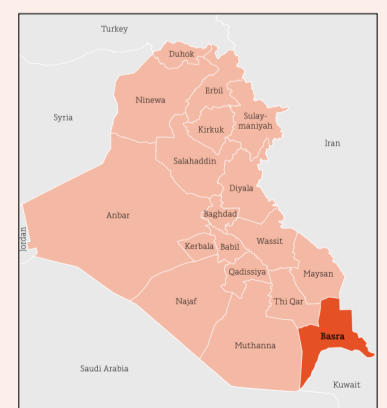 Turkey
Duhok
Erbil
Ninewa
Sulay-
maniyah
Syria
Kirkuk
Iran
Salahaddin
Diyala
Anbar
Baghdad
Jordan
Wassit
Kerbala
Babil
Qadissiya
Maysan
Najaf
Thi Qar
Basra
Muthanna
Saudi Arabia
Kuwait